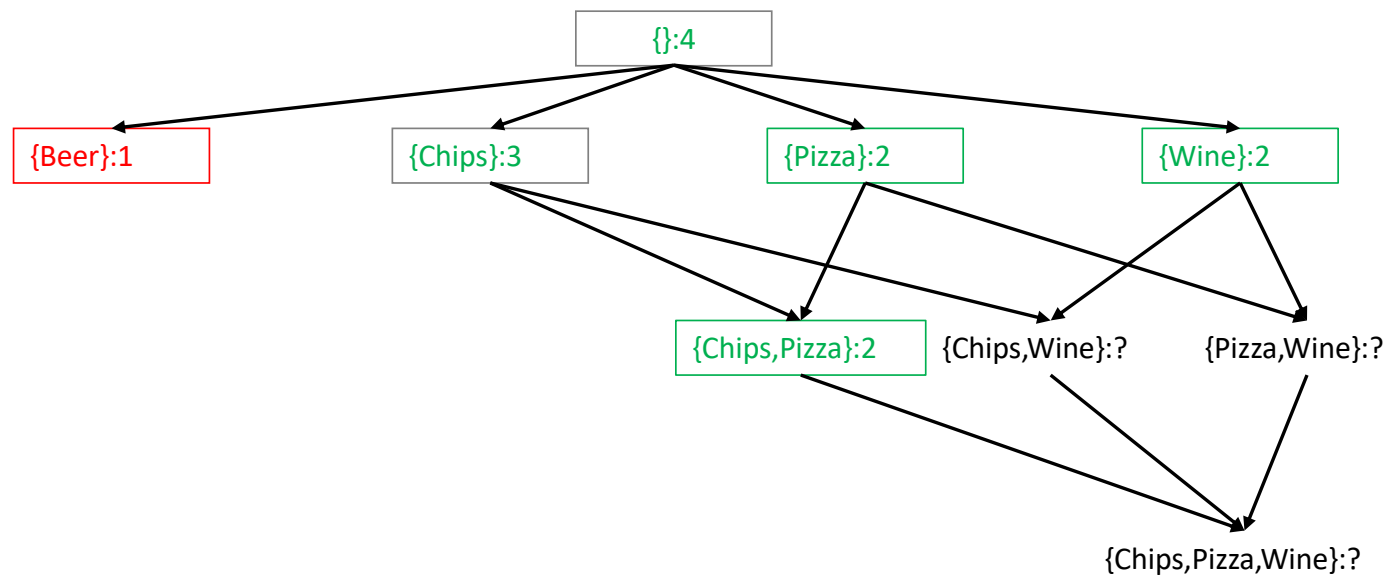 {}:4
{Beer}:1
{Chips}:3
{Pizza}:2
{Wine}:2
{Chips,Pizza}:2
{Chips,Wine}:?
{Pizza,Wine}:?
{Chips,Pizza,Wine}:?